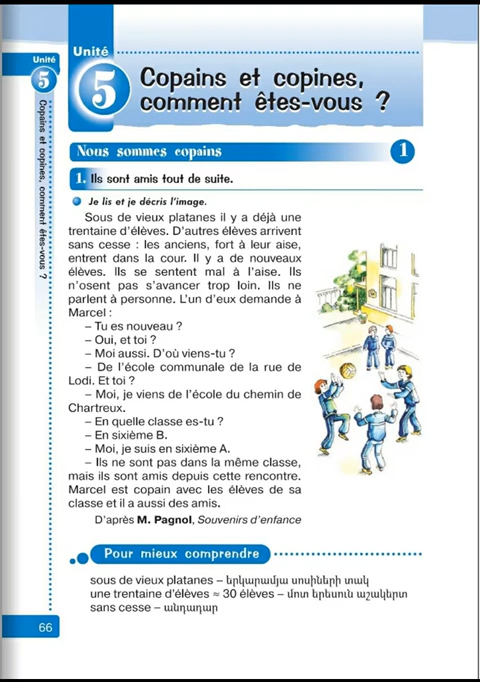 Unité
5
Copains et copines, comment êtes-vous ?
Unité
5
Copains et copines,
comment êtes-vous ?
Nous sommes copains
1
1. Ils sont amis tout de suite.
Je lis et je décris l'image.
Sous de vieux platanes il y a déjà une
trentaine d'élèves. D'autres élèves arrivent
sans cesse : les anciens, fort à leur aise,
entrent dans la cour. Il y a de nouveaux
élèves. Ils se sentent mal à l'aise. Ils
n'osent pas s'avancer trop loin. Ils ne
parlent à personne. L'un d'eux demande à
Marcel :
– Tu es nouveau ?
– Oui, et toi ?
– Moi aussi. D'où viens-tu ?
– De l'école communale de la rue de
Lodi. Et toi ?
– Moi, je viens de l'école du chemin de
Chartreux.
– En quelle classe es-tu ?
– En sixième B.
– Moi, je suis en sixième A.
– Ils ne sont pas dans la même classe,
mais ils sont amis depuis cette rencontre.
Marcel est copain avec les élèves de sa
classe et il a aussi des amis.
D'après M. Pagnol, Souvenirs d'enfance
Pour mieux comprendre
sous de vieux platanes – երկարամյա սոսիների տակ
une trentaine d'élèves ≈ 30 élèves – մոտ երեսուն աշակերտ
sans cesse – անդադար
66